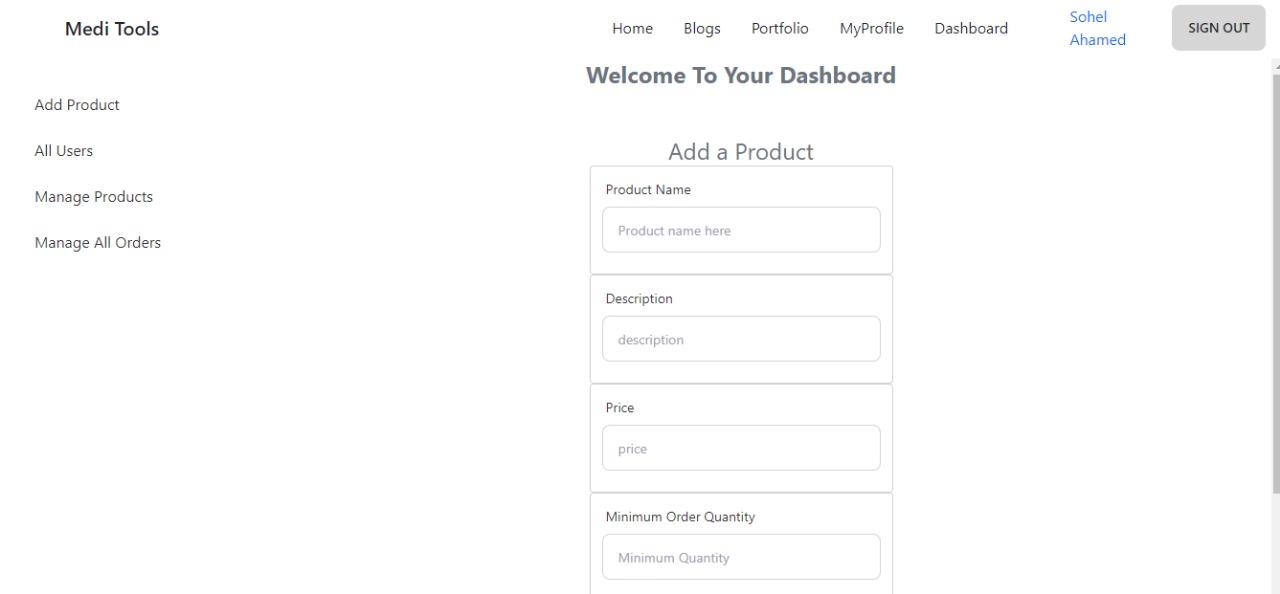 Medi Tools
Home Blogs Portfolio MyProfile Dashboard
Sohel
Ahamed
SIGN OUT
Welcome To Your Dashboard
Add Product
All Users
Manage Products
Manage All Orders
Add a Product
Product Name
Product name here
Description
description
Price
price
Minimum Order Quantity
Minimum Quantity